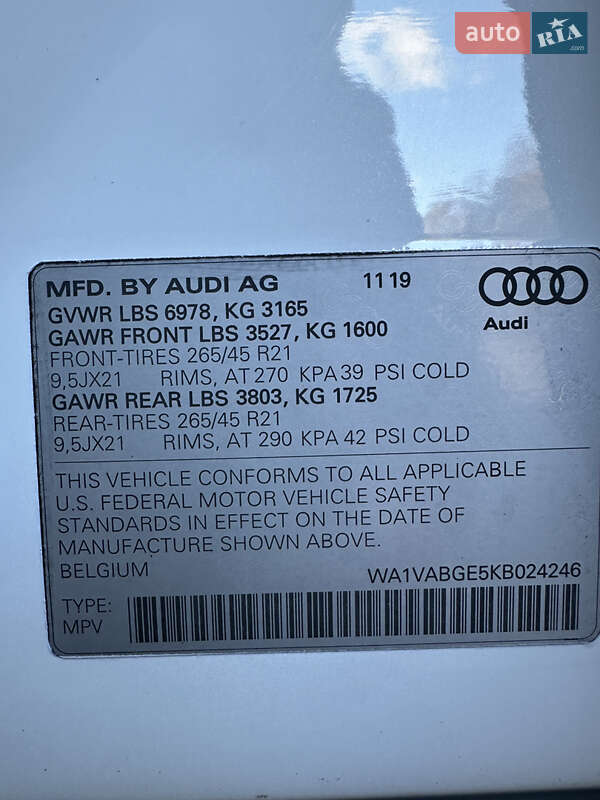 auto RIA .com
MFD. BY AUDI AG 11 19
GVWR LBS 6978, KG 3165
GAWR FRONT LBS 3527, KG 1600
Audi
FRONT-TIRES 265/45 R21
9,5JX21 RIMS, AT 270 KPA 39 PSI COLD
GAWR REAR LBS 3803, KG 1725
REAR-TIRES 265/45 R21
9,5JX21 RIMS, AT 290 KPA 42 PSI COLD
THIS VEHICLE CONFORMS TO ALL APPLICABLE
U.S. FEDERAL MOTOR VEHICLE SAFETY
STANDARDS IN EFFECT ON THE DATE OF
MANUFACTURE SHOWN ABOVE.
BELGIUM WA1VABGE5KB024246
TYPE:
MPV